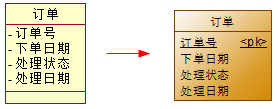 订单
- 订单号
- 下单日期
- 处理状态
- 处理日期
订单
订单号 <pk>
下单日期
处理状态
处理日期